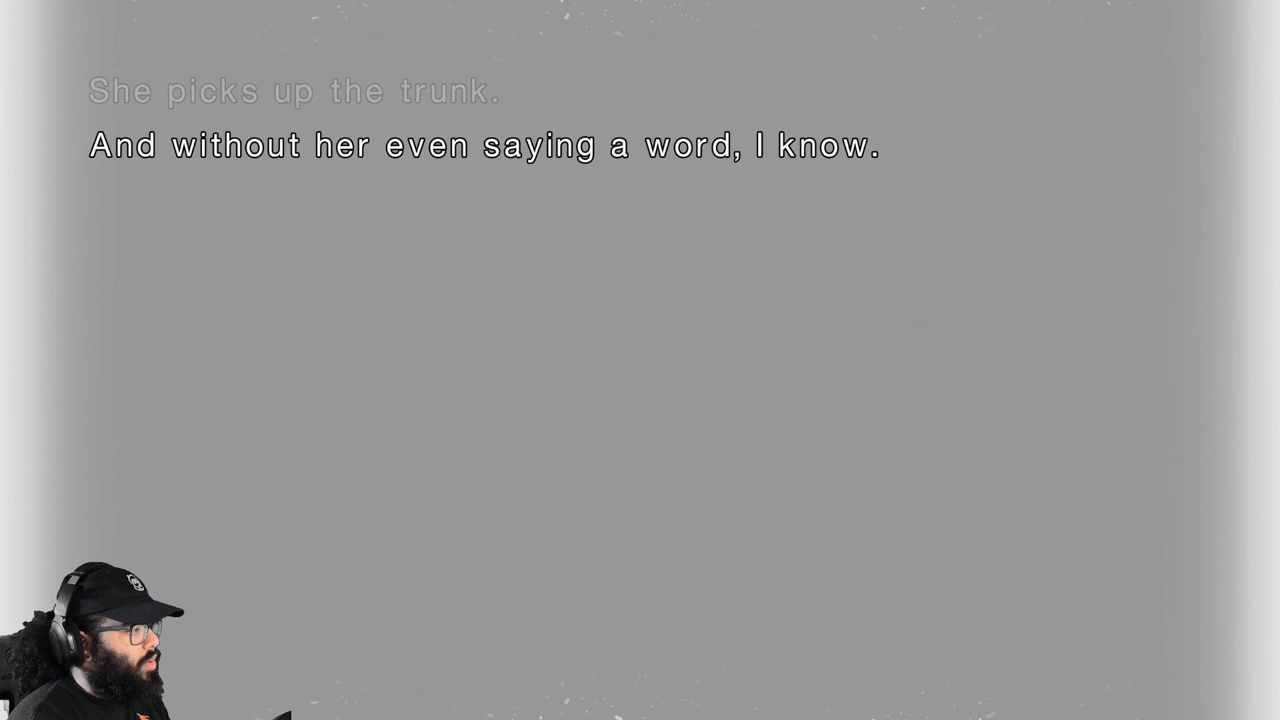 She picks up the trunk.
And without her even saying a word, I know.